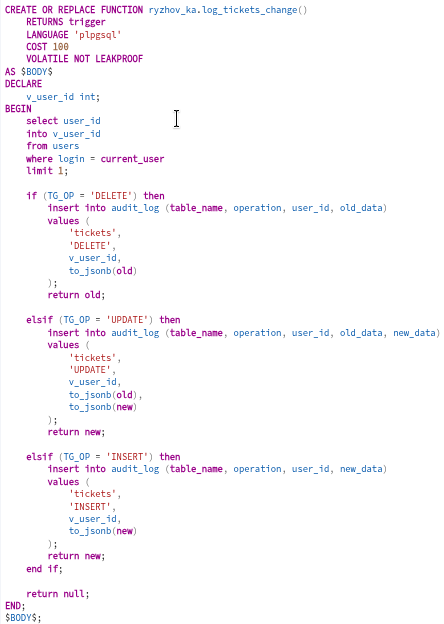 CREATE OR REPLACE FUNCTION ryzhov_ka.log_tickets_change()
    RETURNS trigger
    LANGUAGE 'plpgsql'
    COST 100
    VOLATILE NOT LEAKPROOF
AS $BODY$
DECLARE
    v_user_id int;
BEGIN
    select user_id
    into v_user_id
    from users
    where login = current_user
    limit 1;

    if (TG_OP = 'DELETE') then
        insert into audit_log (table_name, operation, user_id, old_data)
        values (
            'tickets',
            'DELETE',
            v_user_id,
            to_jsonb(old)
        );
        return old;

    elsif (TG_OP = 'UPDATE') then
        insert into audit_log (table_name, operation, user_id, old_data, new_data)
        values (
            'tickets',
            'UPDATE',
            v_user_id,
            to_jsonb(old),
            to_jsonb(new)
        );
        return new;

    elsif (TG_OP = 'INSERT') then
        insert into audit_log (table_name, operation, user_id, new_data)
        values (
            'tickets',
            'INSERT',
            v_user_id,
            to_jsonb(new)
        );
        return new;
    end if;

    return null;
END;
$BODY$;